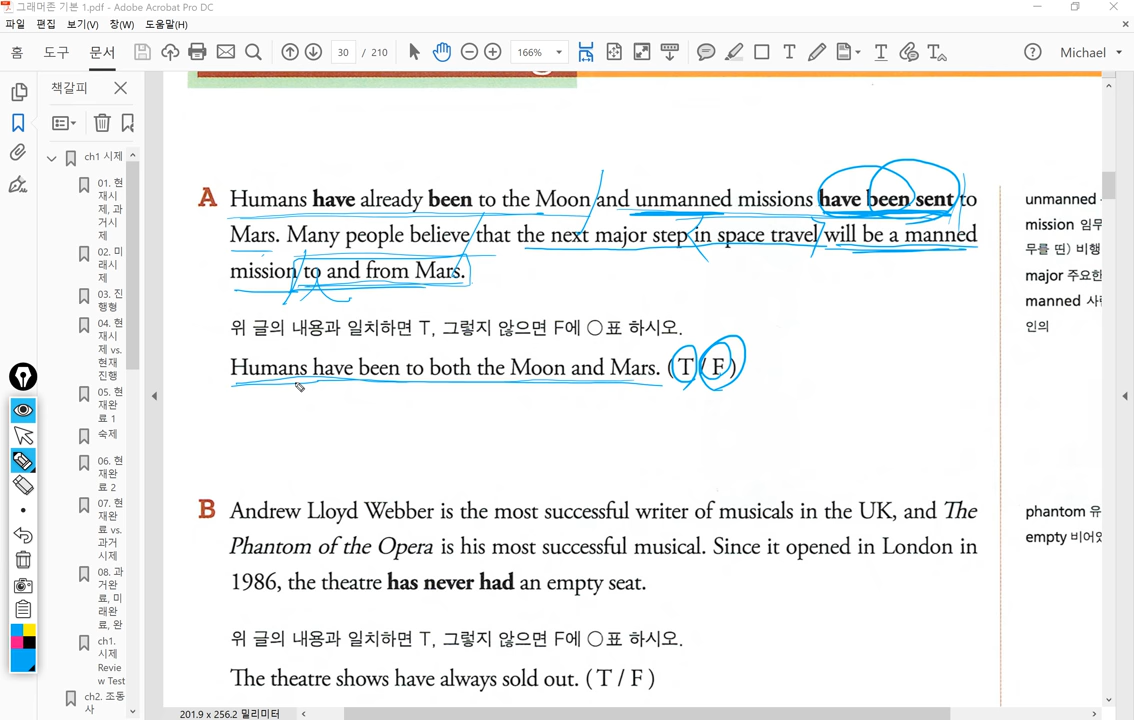 그래머존 기본 1.pdf - Adobe Acrobat Pro DC
파일 편집 보기(V) 창(W) 도움말(H)
홈 도구 문서 30 / 210 166% Michael
책갈피
ch1 시제
01. 현
재시
제, 과
거시
제
02. 미
래시
제
03. 진
행형
04. 현
재시
제 vs.
현재
진행
05. 현
재완
료 1
숙제
06. 현
재완
료 2
07. 현
재완
료 vs.
과거
시제
08. 과
거완
료, 미
래완
료, 완
ch1.
시제
Revie
w Test
ch2. 조동
사
A Humans have already been to the Moon and unmanned missions have been sent to
Mars. Many people believe that the next major step in space travel will be a manned
mission to and from Mars.
위 글의 내용과 일치하면 T, 그렇지 않으면 F에 ○표 하시오.
Humans have been to both the Moon and Mars. ( T / F )
unmanned
mission 임무
무를 띤) 비행
major 주요한
manned 사람
인의
B Andrew Lloyd Webber is the most successful writer of musicals in the UK, and The
Phantom of the Opera is his most successful musical. Since it opened in London in
1986, the theatre has never had an empty seat.
위 글의 내용과 일치하면 T, 그렇지 않으면 F에 ○표 하시오.
The theatre shows have always sold out. ( T / F )
phantom 유
empty 비어있
201.9 x 256.2 밀리미터